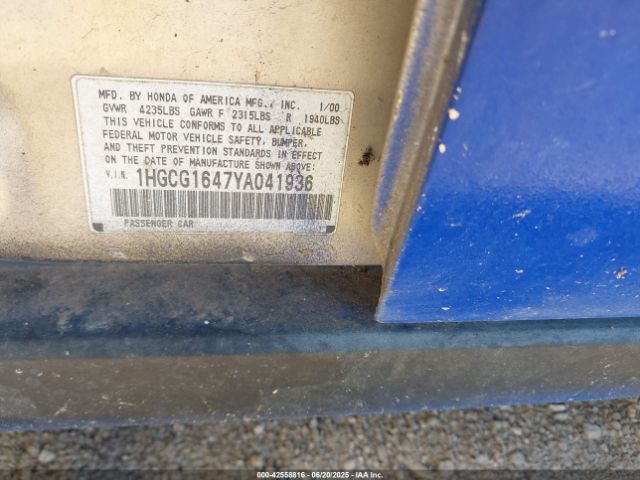 MFD. BY HONDA OF AMERICA MFG., INC. 1/00
GVWR 4235LBS GAWR F 2315LBS R 1940LBS
THIS VEHICLE CONFORMS TO ALL APPLICABLE
FEDERAL MOTOR VEHICLE SAFETY, BUMPER,
AND THEFT PREVENTION STANDARDS IN EFFECT
ON THE DATE OF MANUFACTURE SHOWN ABOVE:
V.I.N. 1HGCG1647YA041936
PASSENGER CAR
000-42558816 - 06/20/2025 - IAAI.COM